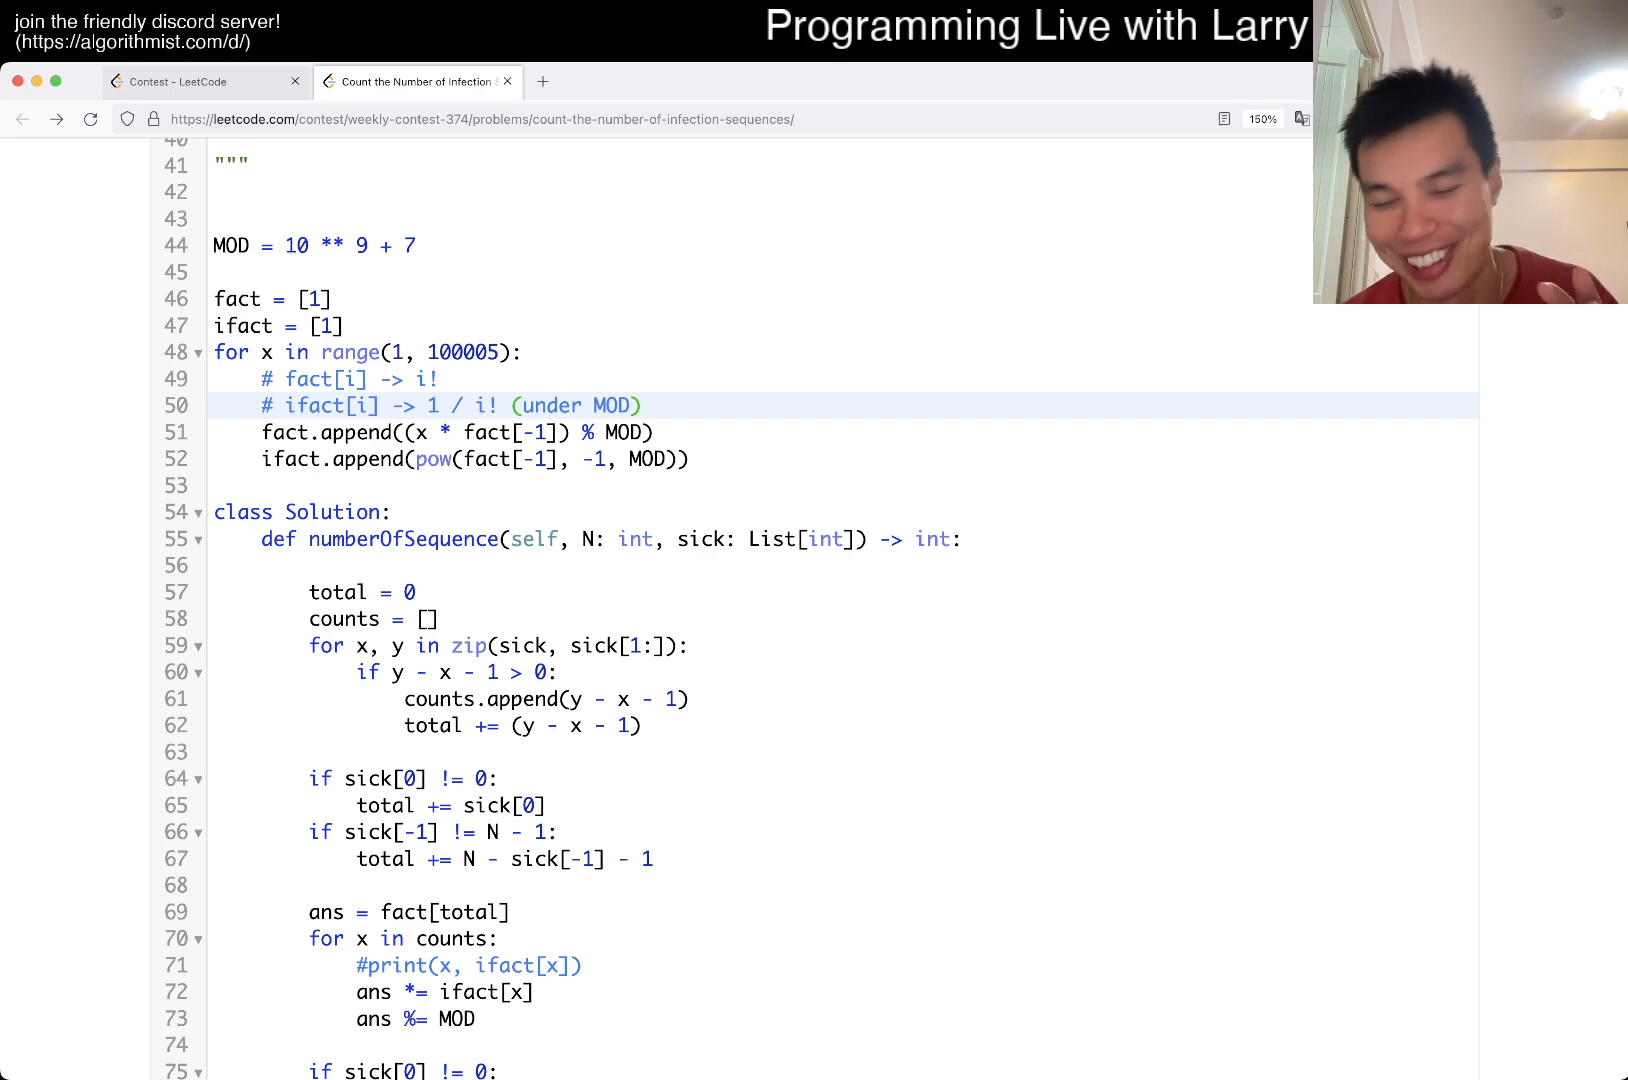 join the friendly discord server!
(https://algorithmist.com/d/)
Programming Live with Larry
Contest - LeetCode
Count the Number of Infection S
https://leetcode.com/contest/weekly-contest-374/problems/count-the-number-of-infection-sequences/
150%
40
41 """
42
43
44 MOD = 10 ** 9 + 7
45
46 fact = [1]
47 ifact = [1]
48 for x in range(1, 100005):
49 # fact[i] -> i!
50 # ifact[i] -> 1 / i! (under MOD)
51 fact.append((x * fact[-1]) % MOD)
52 ifact.append(pow(fact[-1], -1, MOD))
53
54 class Solution:
55 def numberOfSequence(self, N: int, sick: List[int]) -> int:
56
57 total = 0
58 counts = []
59 for x, y in zip(sick, sick[1:]):
60 if y - x - 1 > 0:
61 counts.append(y - x - 1)
62 total += (y - x - 1)
63
64 if sick[0] != 0:
65 total += sick[0]
66 if sick[-1] != N - 1:
67 total += N - sick[-1] - 1
68
69 ans = fact[total]
70 for x in counts:
71 #print(x, ifact[x])
72 ans *= ifact[x]
73 ans %= MOD
74
75 if sick[0] != 0: